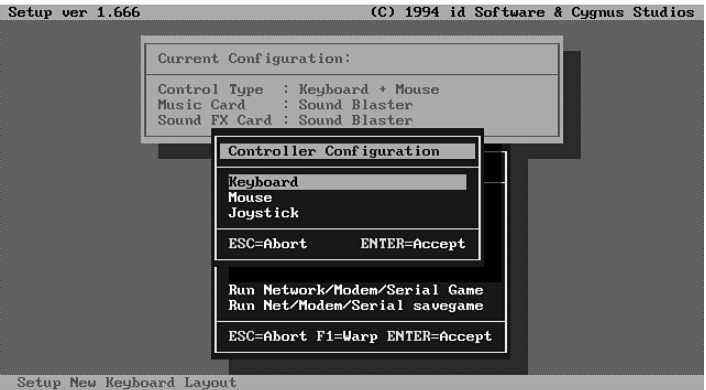 Setup ver 1.666 (C) 1994 id Software & Cygnus Studios
Current Configuration:
Control Type : Keyboard + Mouse
Music Card : Sound Blaster
Sound FX Card : Sound Blaster
Controller Configuration
Keyboard
Mouse
Joystick
ESC=Abort ENTER=Accept
Run Network/Modem/Serial Game
Run Net/Modem/Serial savegame
ESC=Abort F1=Warp ENTER=Accept
Setup New Keyboard Layout